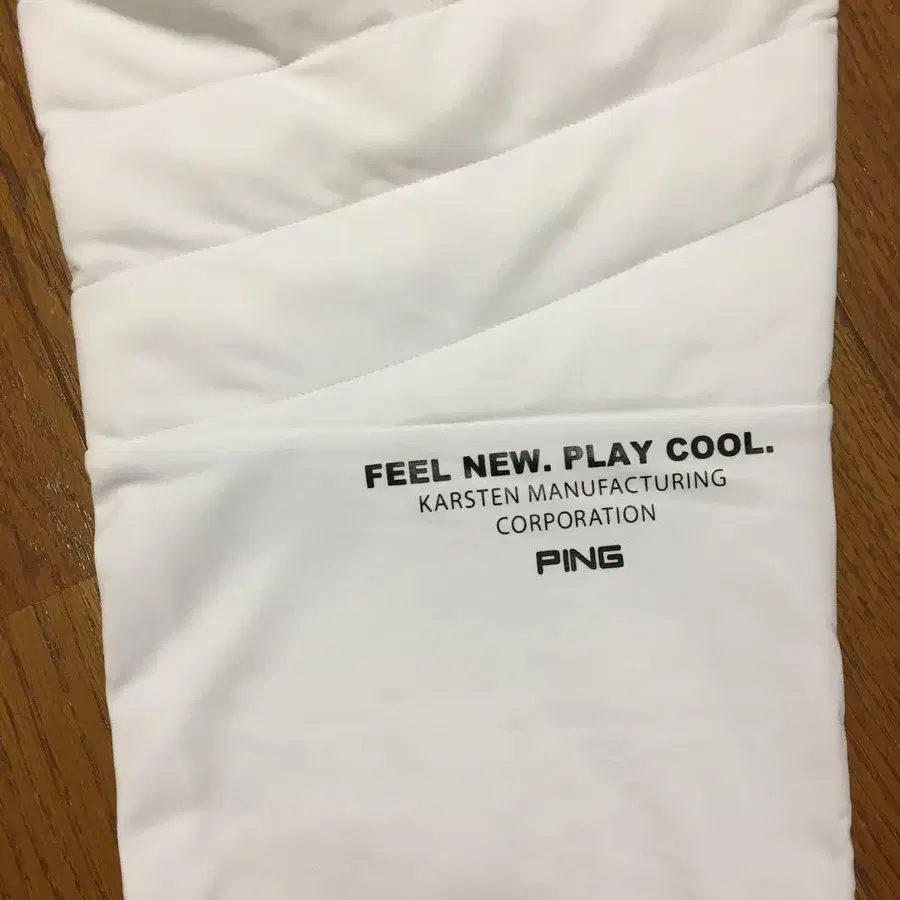 FEEL NEW. PLAY COOL.
KARSTEN MANUFACTURING
CORPORATION
PING